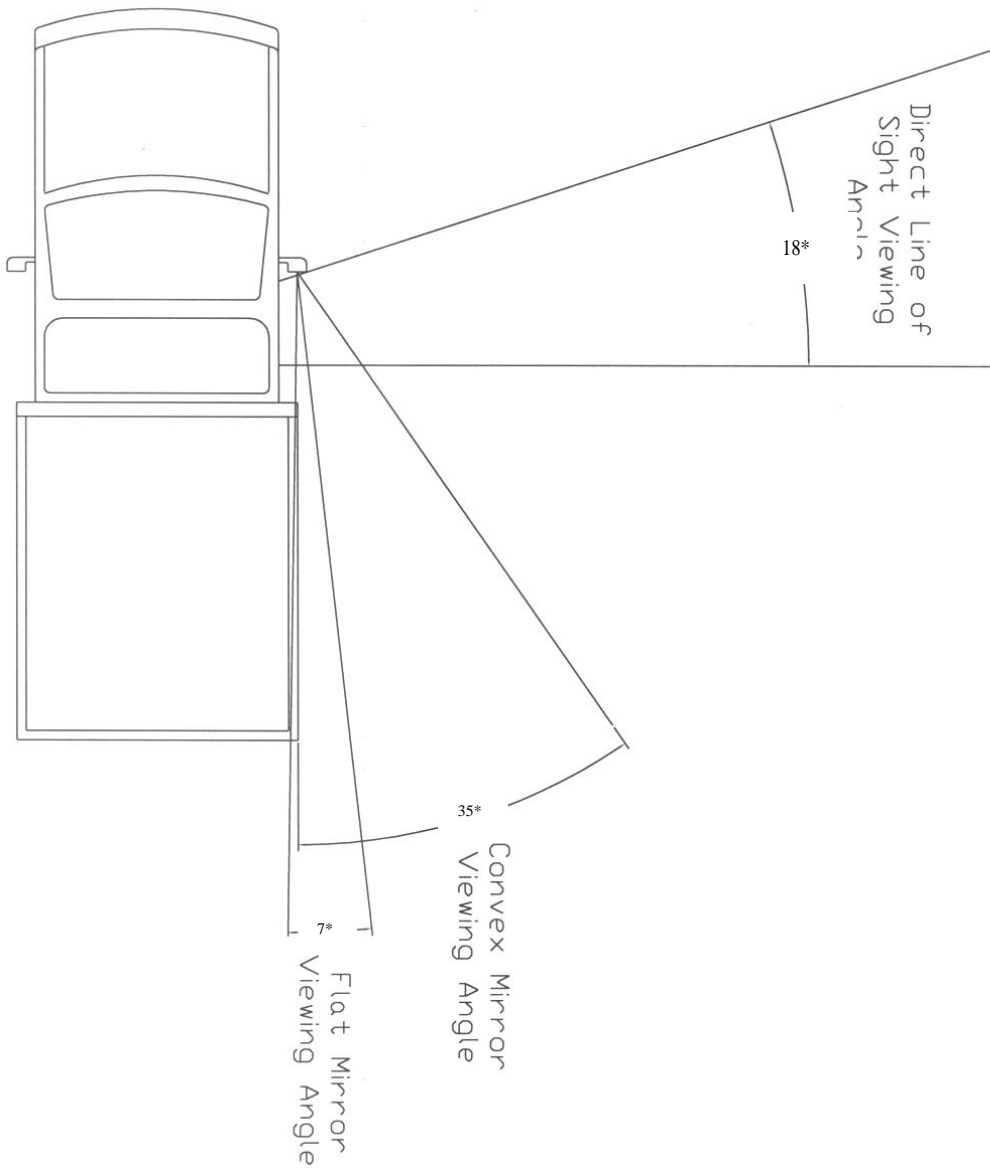 Direct Line of
Sight Viewing
18*
35*
Convex Mirror
Viewing Angle
7*
Flat Mirror
Viewing Angle